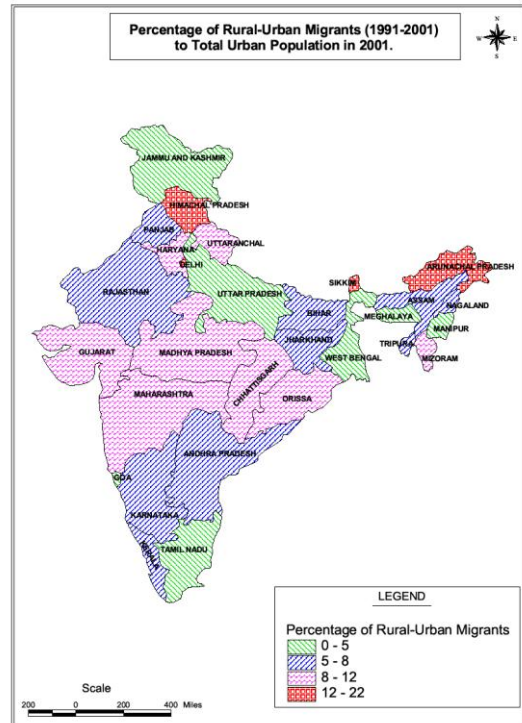 Percentage of Rural-Urban Migrants (1991-2001)
to Total Urban Population in 2001.
N
W E
S
JAMMU AND KASHMIR
HIMACHAL PRADESH
PANJAB
UTTARANCHAL
HARYANA
DELHI
ARUNACHAL PRADESH
SIKKIM
RAJASTHAN
UTTAR PRADESH
ASSAM
NAGALAND
BIHAR
MEGHALAYA
MANIPUR
JHARKHAND
TRIPURA
GUJARAT
MADHYA PRADESH
WEST BENGAL
MIZORAM
CHHATTISGARH
MAHARASHTRA
ORISSA
ANDHRA PRADESH
GOA
KARNATAKA
KERALA
TAMIL NADU
LEGEND
Percentage of Rural-Urban Migrants
0 - 5
5 - 8
8 - 12
12 - 22
Scale
200 0 200 400 Miles